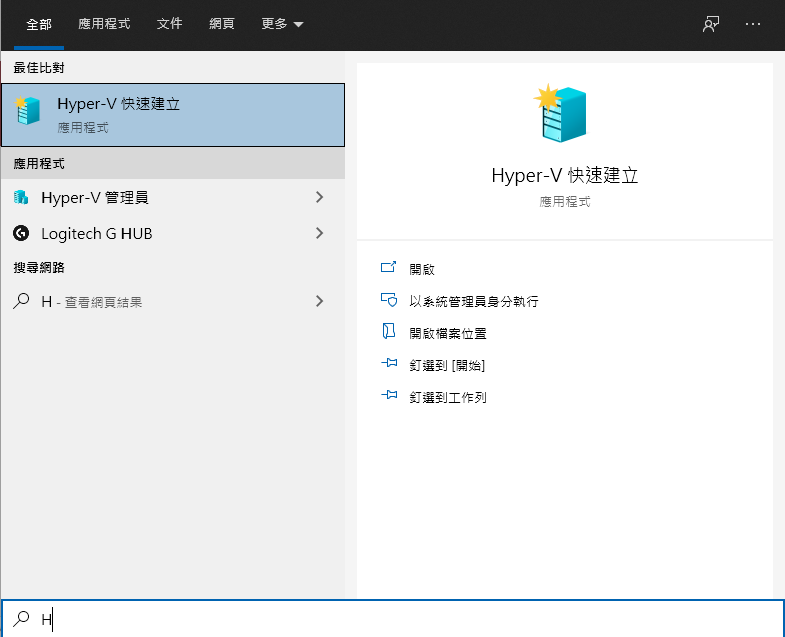 全部 應用程式 文件 網頁 更多
最佳比對
Hyper-V 快速建立
應用程式
應用程式
Hyper-V 管理員
Logitech G HUB
搜尋網路
H - 查看網頁結果
Hyper-V 快速建立
應用程式
開啟
以系統管理員身分執行
開啟檔案位置
釘選到 [開始]
釘選到工作列
H